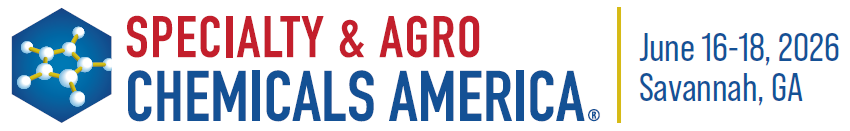 SPECIALTY & AGRO
CHEMICALS AMERICA®
June 16-18, 2026
Savannah, GA